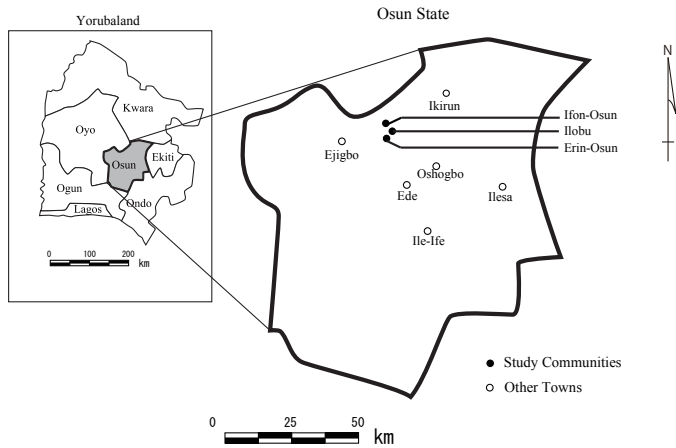 Yorubaland
Kwara
Oyo
Osun
Ekiti
Ogun
Ondo
Lagos
0 100 200
km
Osun State
N
Ikirun
Ifon-Osun
Ilobu
Erin-Osun
Ejigbo
Oshogbo
Ede
Ilesa
Ile-Ife
Study Communities
Other Towns
0 25 50
km